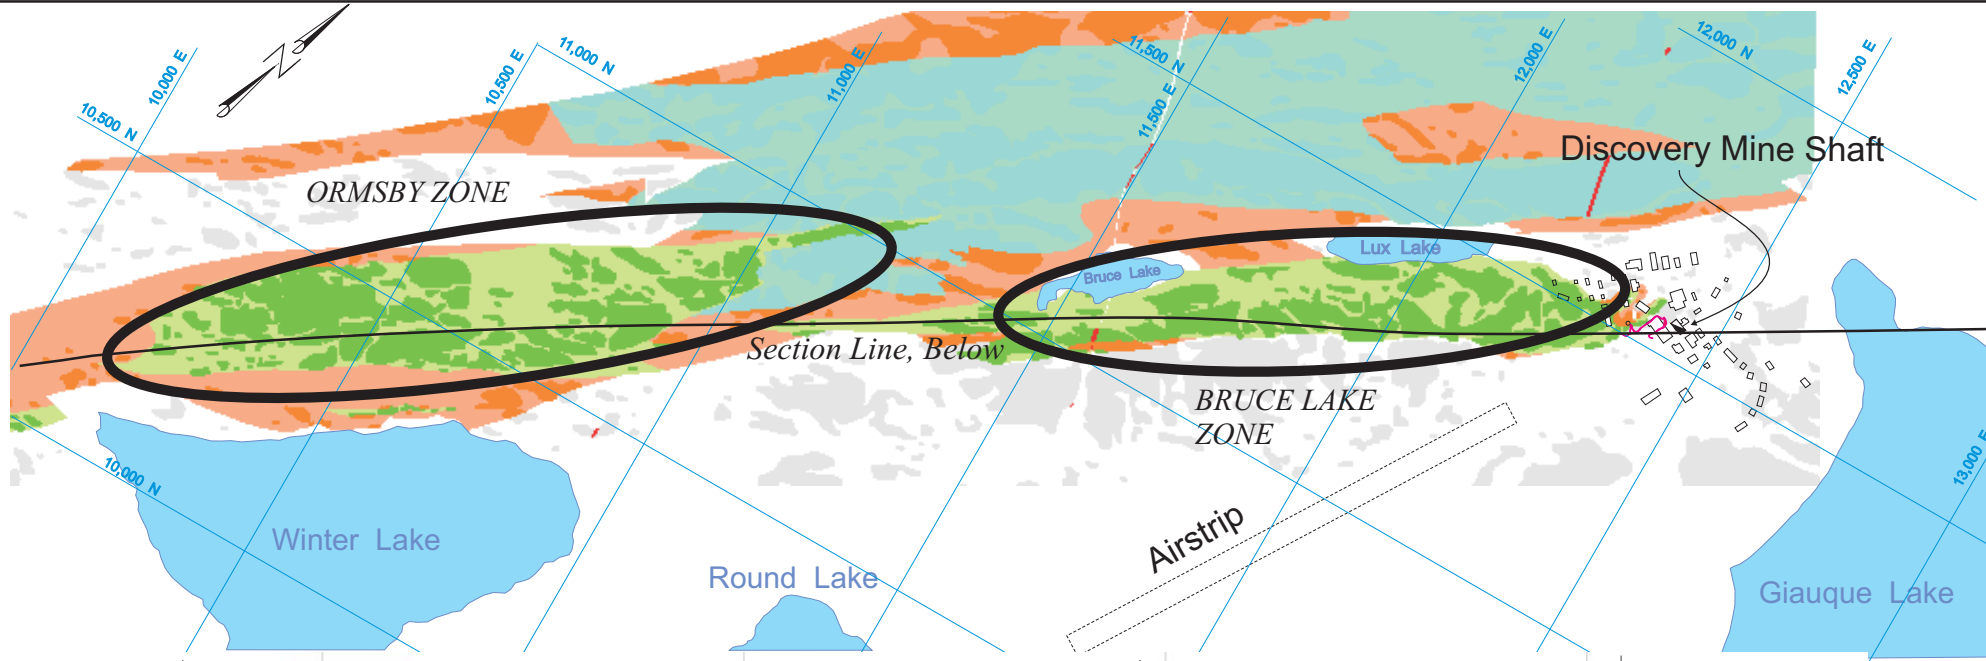 10,000 E
10,500 E
11,000 N
11,000 E
11,500 N
11,500 E
12,000 E
12,000 N
12,500 E
10,500 N
Discovery Mine Shaft
ORMSBY ZONE
Lux Lake
Bruce Lake
Section Line, Below
BRUCE LAKE
ZONE
10,000 N
13,000 E
Winter Lake
Airstrip
Round Lake
Giauque Lake
N